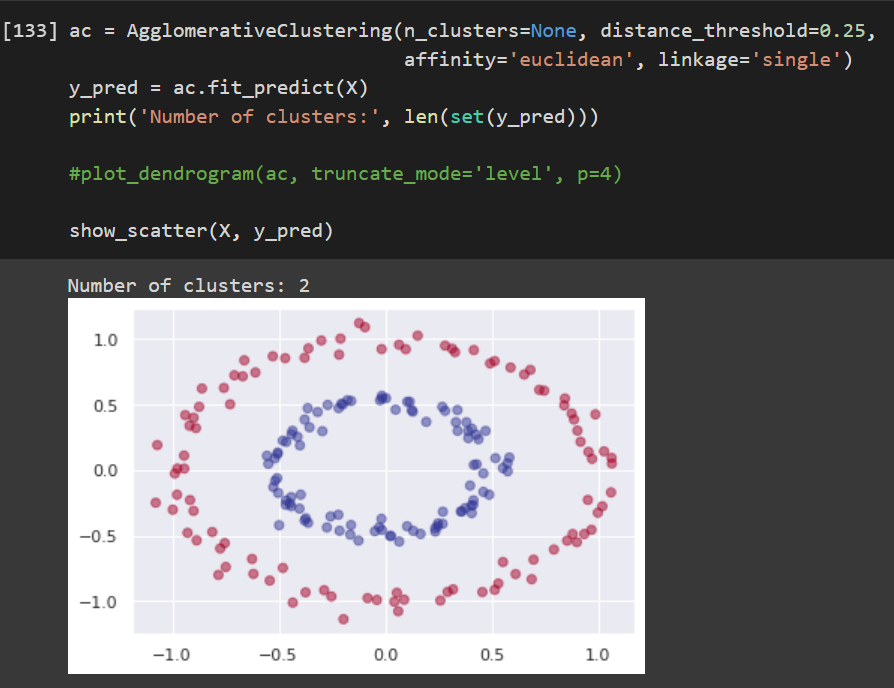 [133] ac = AgglomerativeClustering(n_clusters=None, distance_threshold=0.25,
affinity='euclidean', linkage='single')
y_pred = ac.fit_predict(X)
print('Number of clusters:', len(set(y_pred)))
#plot_dendrogram(ac, truncate_mode='level', p=4)
show_scatter(X, y_pred)
Number of clusters: 2
1.0
0.5
0.0
−0.5
−1.0
−1.0 −0.5 0.0 0.5 1.0